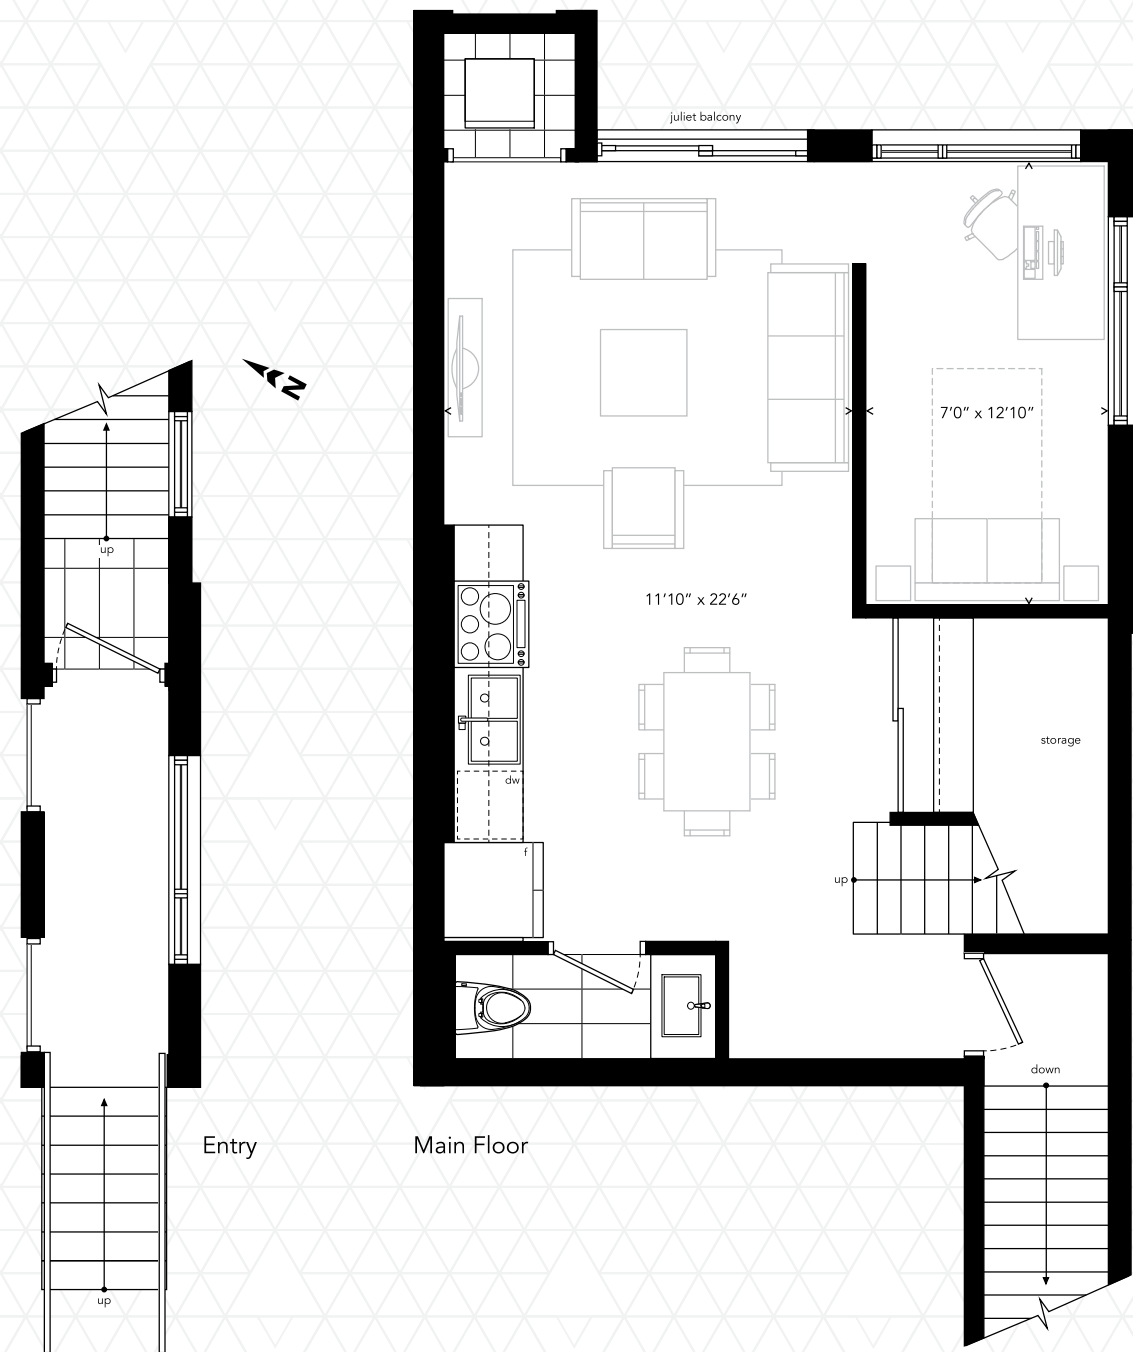 juliet balcony
N
7’0” x 12’10”
up
11’10” x 22’6”
storage
dw
f
up
down
Entry
Main Floor
up